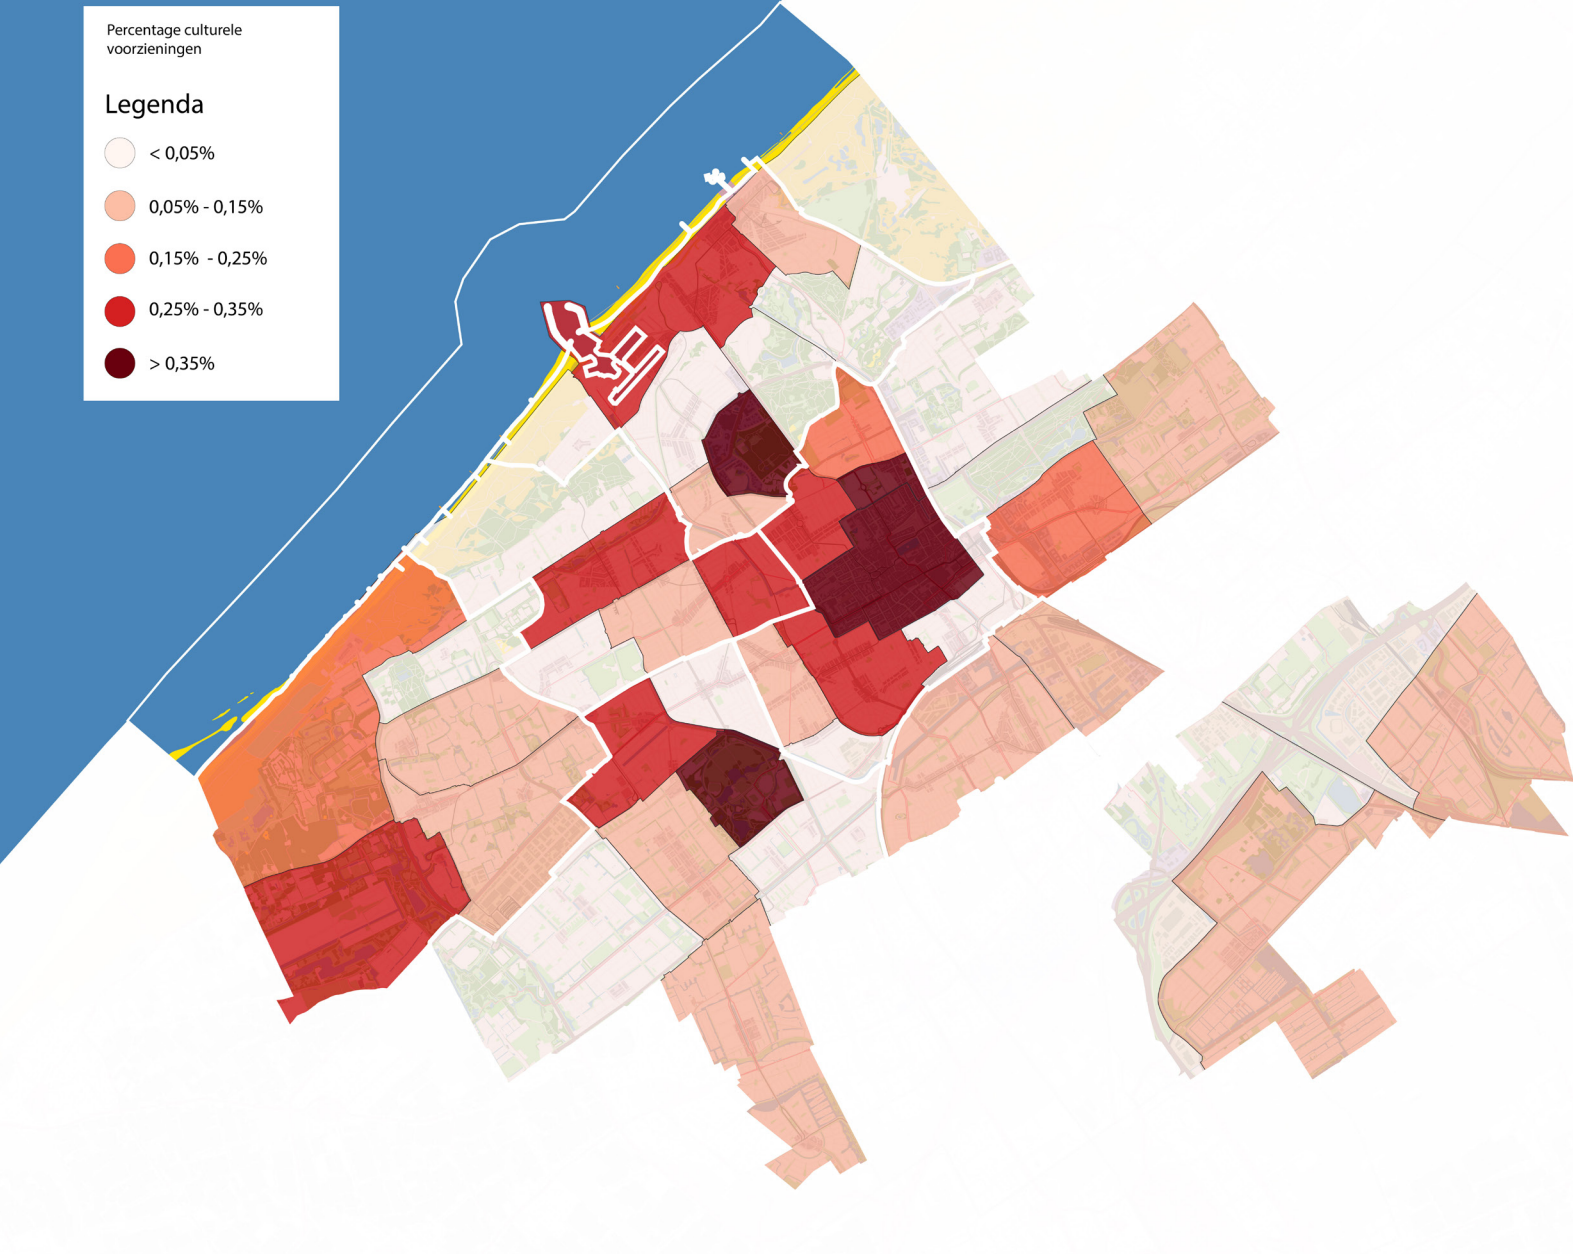 Percentage culturele
voorzieningen
Legenda
< 0,05%
0,05% - 0,15%
0,15%  - 0,25%
0,25% - 0,35%
> 0,35%